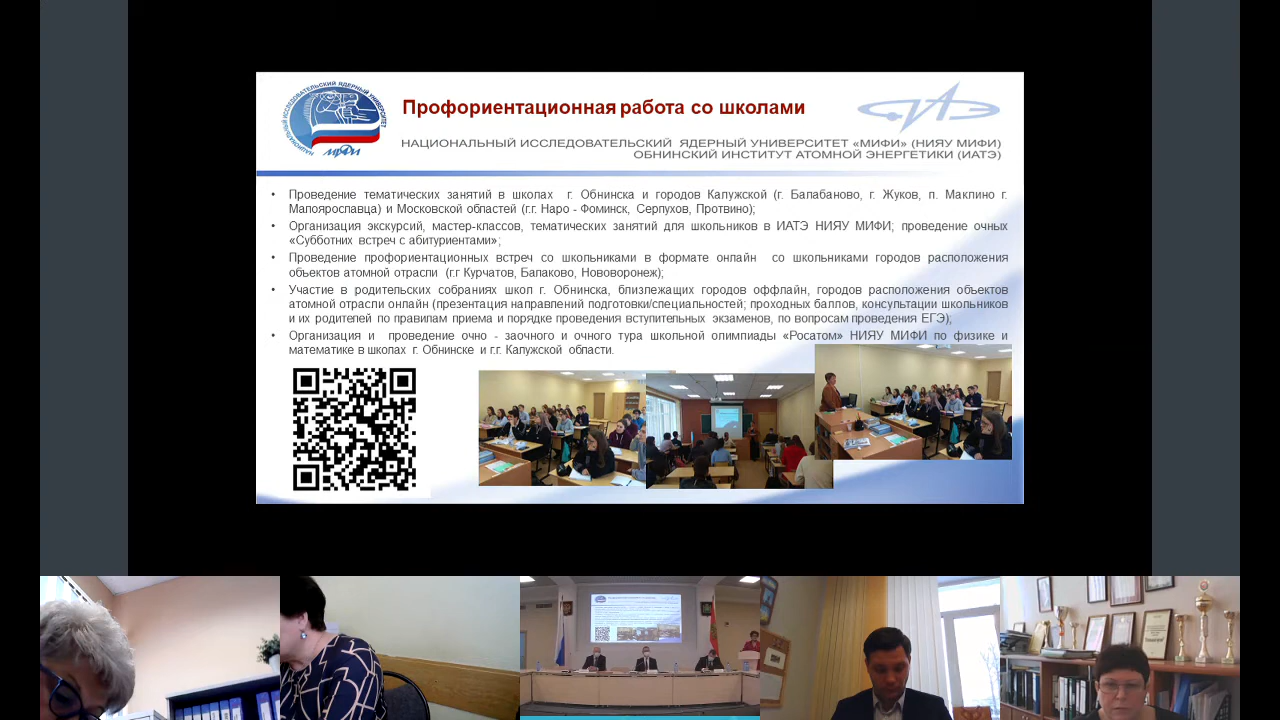 НАЦИОНАЛЬНЫЙ ИССЛЕДОВАТЕЛЬСКИЙ ЯДЕРНЫЙ УНИВЕРСИТЕТ
МИФИ
Профориентационная работа со школами
ИАТЭ
НАЦИОНАЛЬНЫЙ ИССЛЕДОВАТЕЛЬСКИЙ ЯДЕРНЫЙ УНИВЕРСИТЕТ «МИФИ» (НИЯУ МИФИ)
ОБНИНСКИЙ ИНСТИТУТ АТОМНОЙ ЭНЕРГЕТИКИ (ИАТЭ)
• Проведение тематических занятий в школах г. Обнинска и городов Калужской (г. Балабаново, г. Жуков, п. Маклино г.
Малоярославца) и Московской областей (г.г. Наро - Фоминск, Серпухов, Протвино);
• Организация экскурсий, мастер-классов, тематических занятий для школьников в ИАТЭ НИЯУ МИФИ; проведение очных
«Субботних встреч с абитуриентами»;
• Проведение профориентационных встреч со школьниками в формате онлайн со школьниками городов расположения
объектов атомной отрасли (г.г Курчатов, Балаково, Нововоронеж);
• Участие в родительских собраниях школ г. Обнинска, близлежащих городов оффлайн, городов расположения объектов
атомной отрасли онлайн (презентация направлений подготовки/специальностей; проходных баллов, консультации школьников
и их родителей по правилам приема и порядке проведения вступительных экзаменов, по вопросам проведения ЕГЭ);
• Организация и проведение очно - заочного и очного тура школьной олимпиады «Росатом» НИЯУ МИФИ по физике и
математике в школах г. Обнинске и г.г. Калужской области.